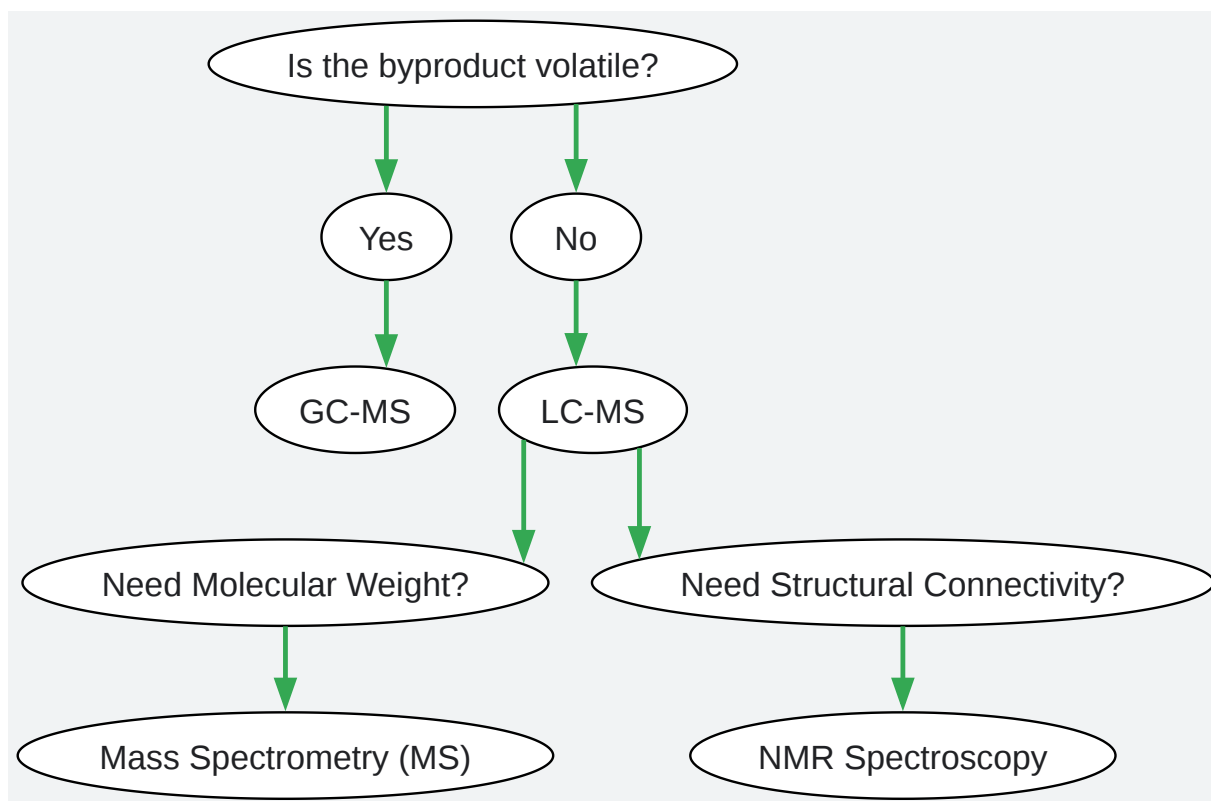 Is the byproduct volatile?
Yes
No
GC-MS
LC-MS
Need Molecular Weight?
Need Structural Connectivity?
Mass Spectrometry (MS)
NMR Spectroscopy